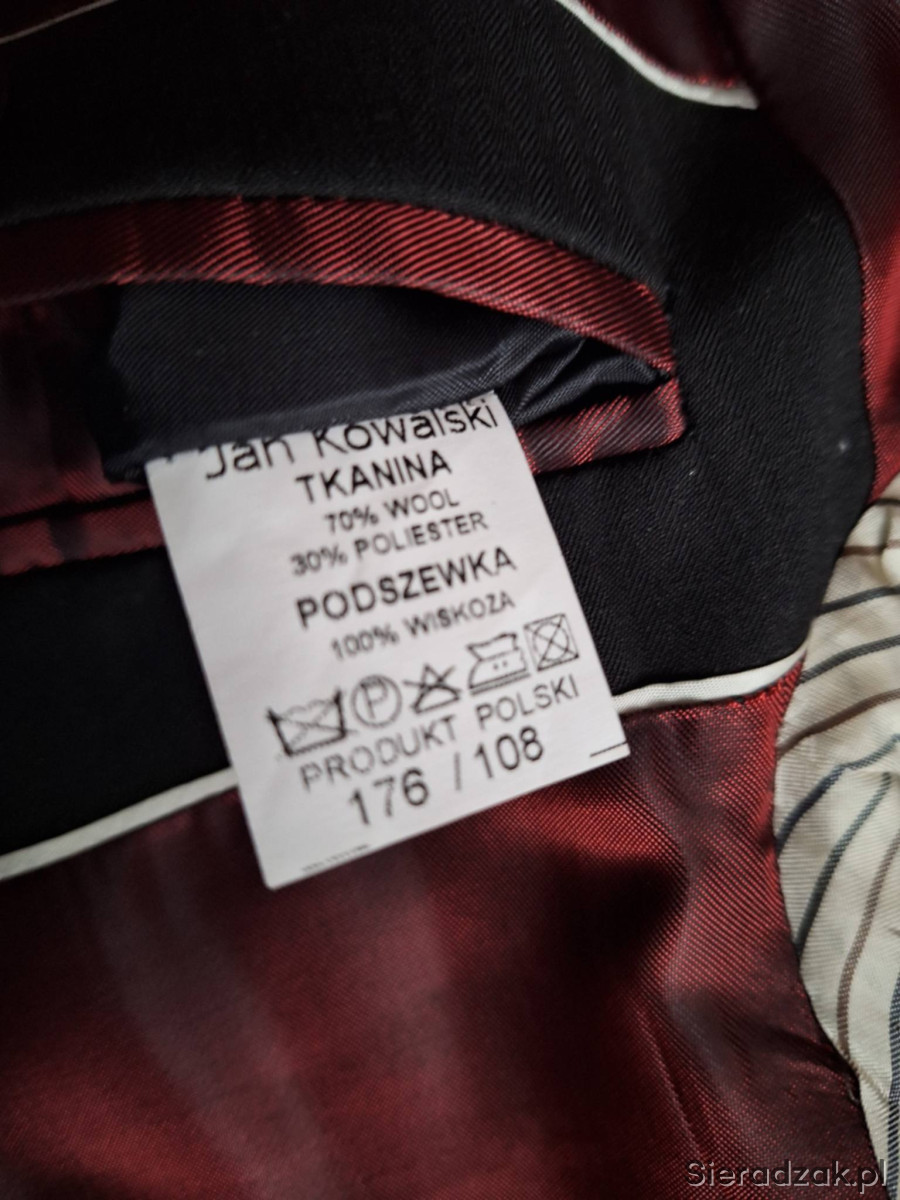 Jan Kowalski
TKANINA
70% WOOL
30% POLIESTER
PODSZEWKA
100% WISKOZA
P
PRODUKT POLSKI
176 / 108
Sieradzak.pl